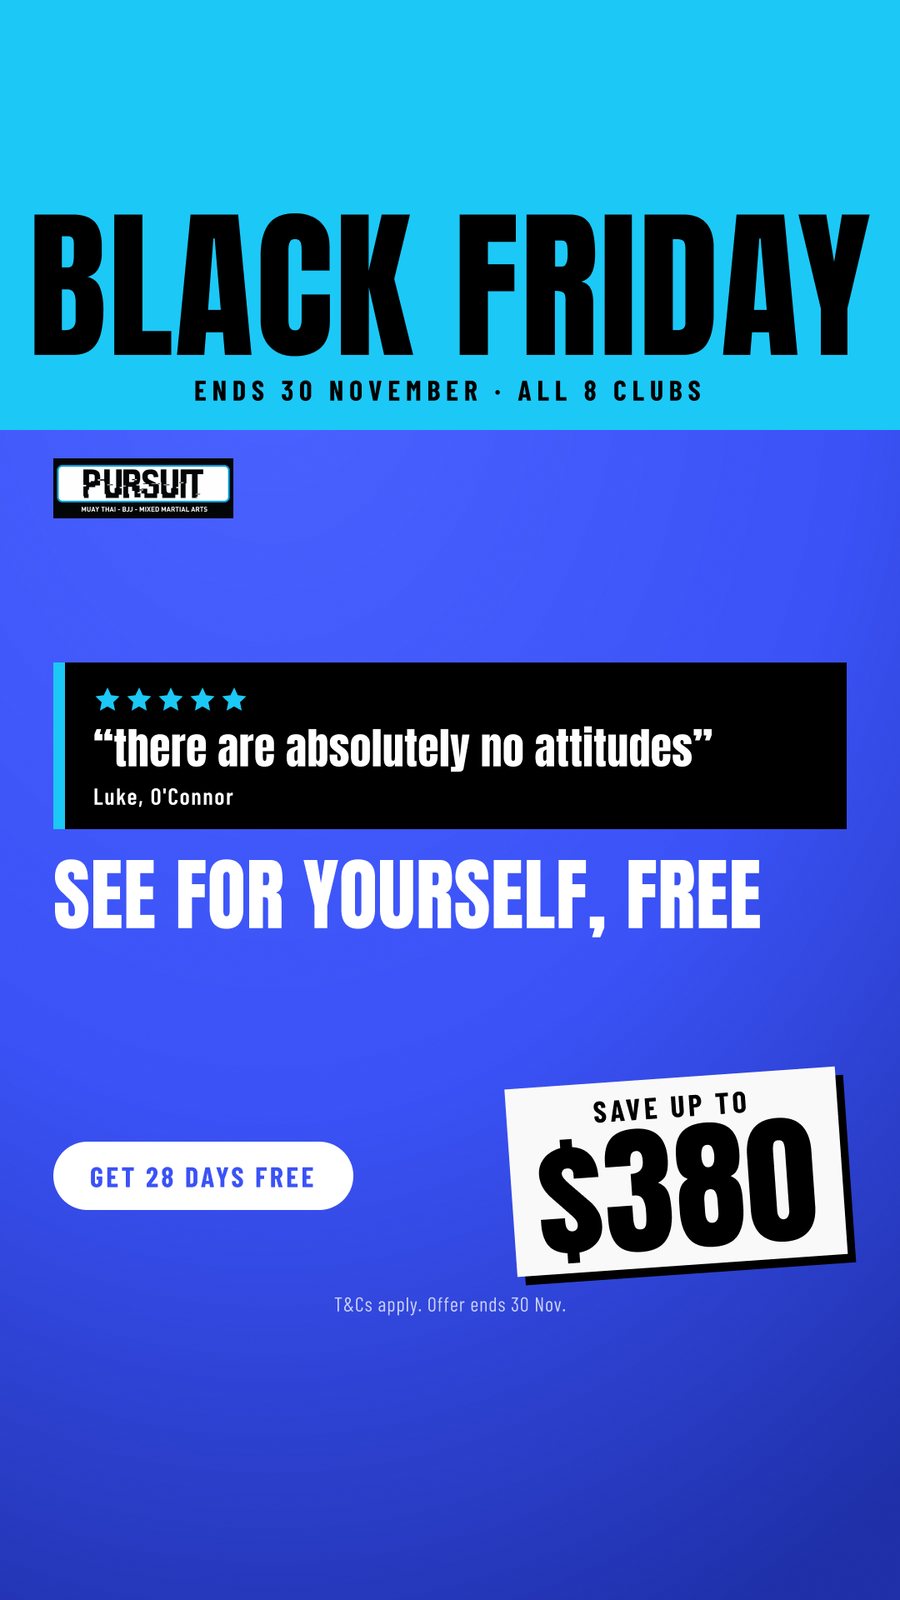 BLACK FRIDAY
ENDS 30 NOVEMBER · ALL 8 CLUBS
PURSUIT
MUAY THAI - BJJ - MIXED MARTIAL ARTS
“there are absolutely no attitudes”
Luke, O'Connor
SEE FOR YOURSELF, FREE
SAVE UP TO
$380
GET 28 DAYS FREE
T&Cs apply. Offer ends 30 Nov.